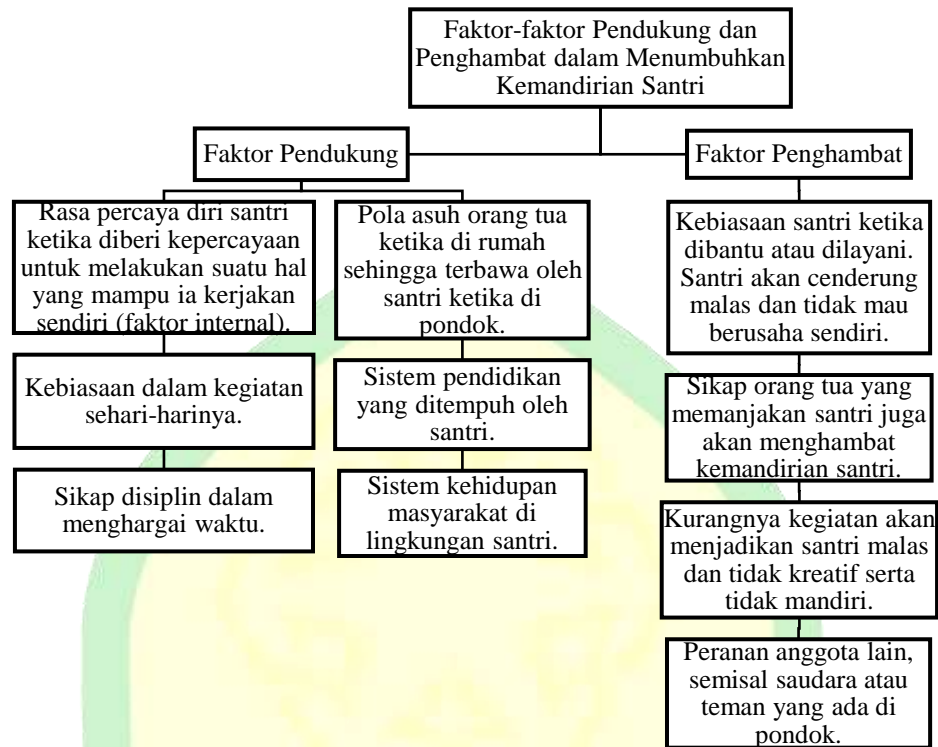 Faktor-faktor Pendukung dan
Penghambat dalam Menumbuhkan
Kemandirian Santri
Faktor Pendukung
Faktor Penghambat
Rasa percaya diri santri
ketika diberi kepercayaan
untuk melakukan suatu hal
yang mampu ia kerjakan
sendiri (faktor internal).
Kebiasaan dalam kegiatan
sehari-harinya.
Sikap disiplin dalam
menghargai waktu.
Pola asuh orang tua
ketika di rumah
sehingga terbawa oleh
santri ketika di
pondok.
Sistem pendidikan
yang ditempuh oleh
santri.
Sistem kehidupan
masyarakat di
lingkungan santri.
Kebiasaan santri ketika
dibantu atau dilayani.
Santri akan cenderung
malas dan tidak mau
berusaha sendiri.
Sikap orang tua yang
memanjakan santri juga
akan menghambat
kemandirian santri.
Kurangnya kegiatan akan
menjadikan santri malas
dan tidak kreatif serta
tidak mandiri.
Peranan anggota lain,
semisal saudara atau
teman yang ada di
pondok.